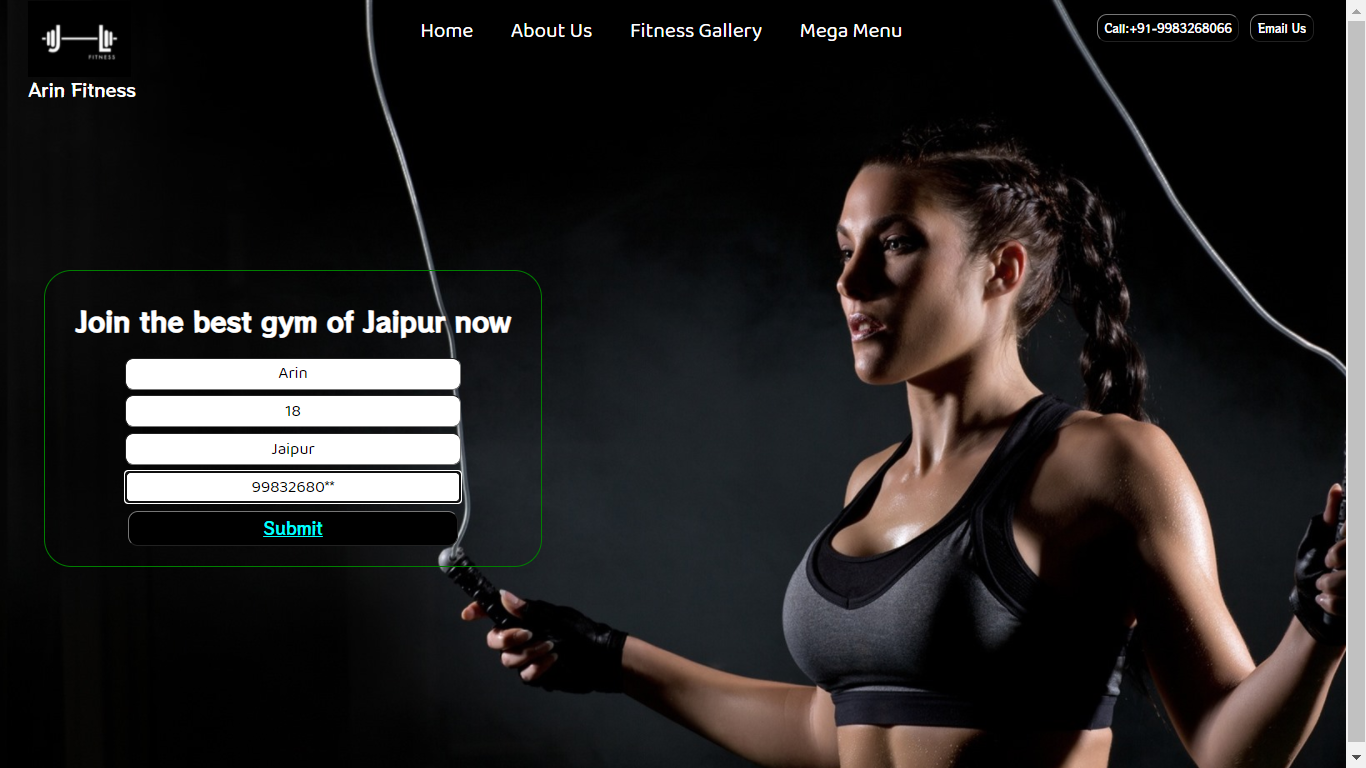 Home About Us Fitness Gallery Mega Menu Call:+91-9983268066 Email Us
J L
FITNESS
Arin Fitness
Join the best gym of Jaipur now
Arin
18
Jaipur
99832680**
Submit